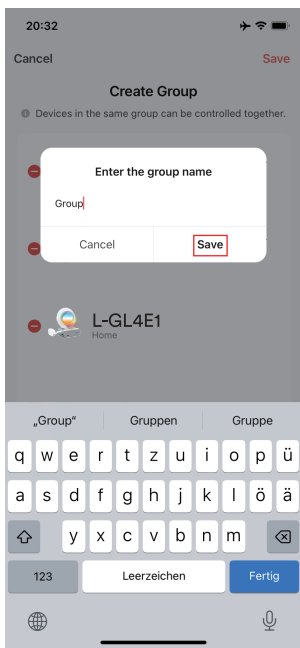 20:32
Cancel Save
Create Group
Devices in the same group can be controlled together.
Enter the group name
Group
Cancel Save
L-GL4E1
Home
„Group“ Gruppen Gruppe
q w e r t z u i o p ü
a s d f g h j k l ö ä
y x c v b n m
123 Leerzeichen Fertig